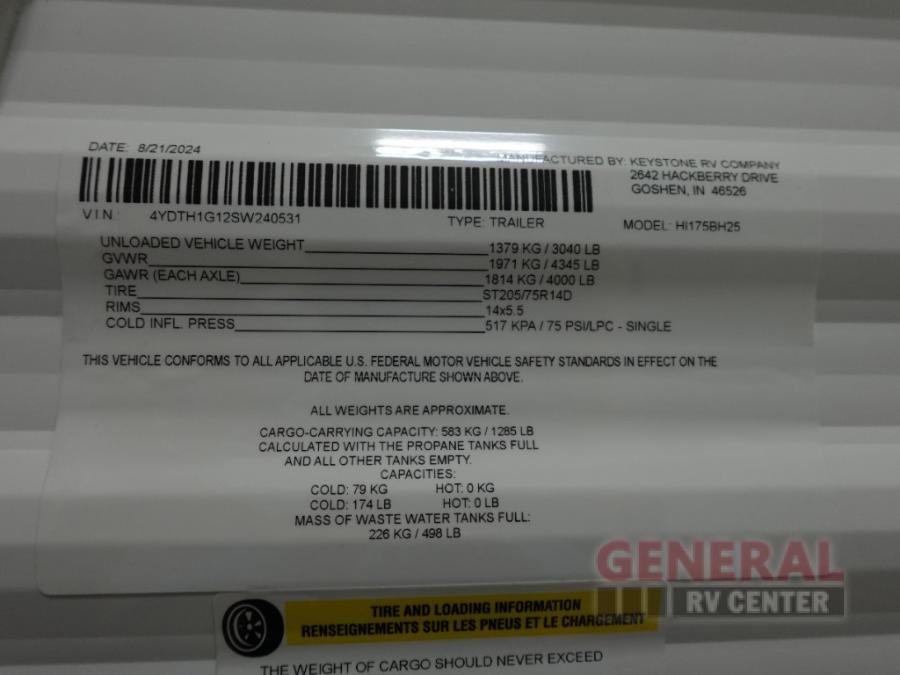 DATE: 8/21/2024
MANUFACTURED BY: KEYSTONE RV COMPANY
2642 HACKBERRY DRIVE
GOSHEN, IN 46526
V I N : 4YDTH1G12SW240531 TYPE: TRAILER MODEL: HI175BH25
UNLOADED VEHICLE WEIGHT 1379 KG / 3040 LB
GVWR 1971 KG / 4345 LB
GAWR (EACH AXLE) 1814 KG / 4000 LB
TIRE ST205/75R14D
RIMS 14x5.5
COLD INFL. PRESS 517 KPA / 75 PSI/LPC - SINGLE
THIS VEHICLE CONFORMS TO ALL APPLICABLE U.S. FEDERAL MOTOR VEHICLE SAFETY STANDARDS IN EFFECT ON THE
DATE OF MANUFACTURE SHOWN ABOVE.
ALL WEIGHTS ARE APPROXIMATE.
CARGO-CARRYING CAPACITY: 583 KG / 1285 LB
CALCULATED WITH THE PROPANE TANKS FULL
AND ALL OTHER TANKS EMPTY.
CAPACITIES:
COLD: 79 KG HOT: 0 KG
COLD: 174 LB HOT: 0 LB
MASS OF WASTE WATER TANKS FULL:
226 KG / 498 LB
GENERAL
RV CENTER
TIRE AND LOADING INFORMATION
RENSEIGNEMENTS SUR LES PNEUS ET LE CHARGEMENT
THE WEIGHT OF CARGO SHOULD NEVER EXCEED